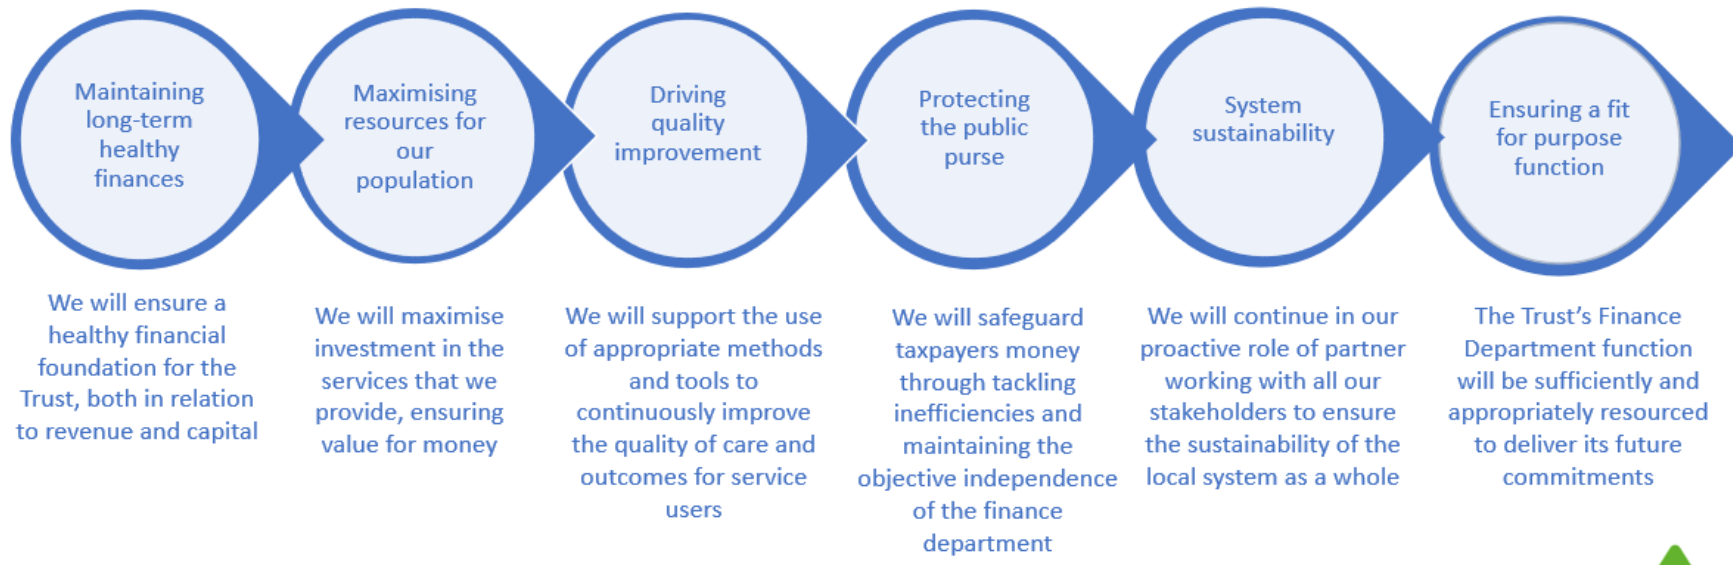 Maintaining
long-term
healthy
finances
Maximising
resources for
our
population
Driving
quality
improvement
Protecting
the public
purse
System
sustainability
Ensuring a fit
for purpose
function
We will ensure a
healthy financial
foundation for the
Trust, both in relation
to revenue and capital
We will maximise
investment in the
services that we
provide, ensuring
value for money
We will support the use
of appropriate methods
and tools to
continuously improve
the quality of care and
outcomes for service
users
We will safeguard
taxpayers money
through tackling
inefficiencies and
maintaining the
objective independence
of the finance
department
We will continue in our
proactive role of partner
working with all our
stakeholders to ensure
the sustainability of the
local system as a whole
The Trust’s Finance
Department function
will be sufficiently and
appropriately resourced
to deliver its future
commitments